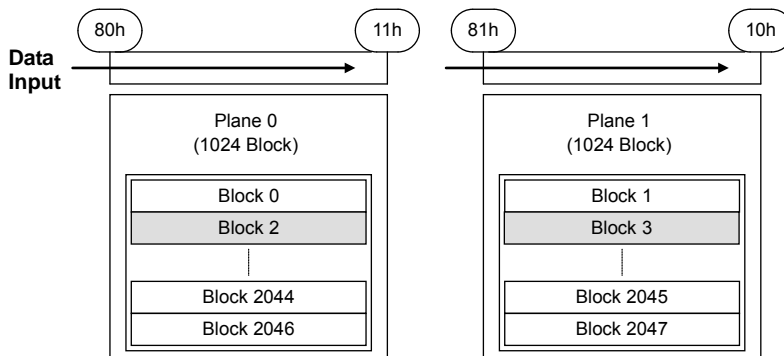 80h
11h
81h
10h
Data
Input
Plane 0
(1024 Block)
Block 0
Block 2
Block 2044
Block 2046
Plane 1
(1024 Block)
Block 1
Block 3
Block 2045
Block 2047